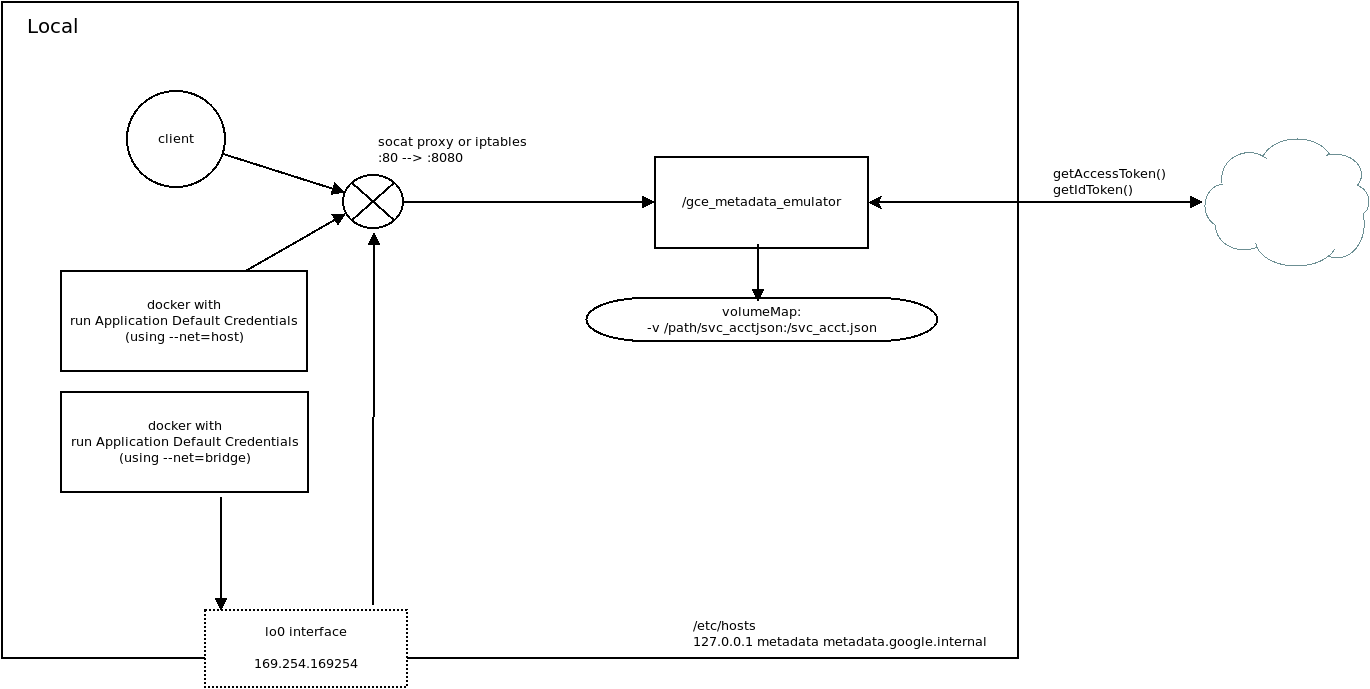 Local
client
socat proxy or iptables
:80 --> :8080
/gce_metadata_emulator
getAccessToken()
getIdToken()
docker with
run Application Default Credentials
(using --net=host)
volumeMap:
-v /path/svc_acctjson:/svc_acct.json
docker with
run Application Default Credentials
(using --net=bridge)
lo0 interface
169.254.169254
/etc/hosts
127.0.0.1 metadata metadata.google.internal